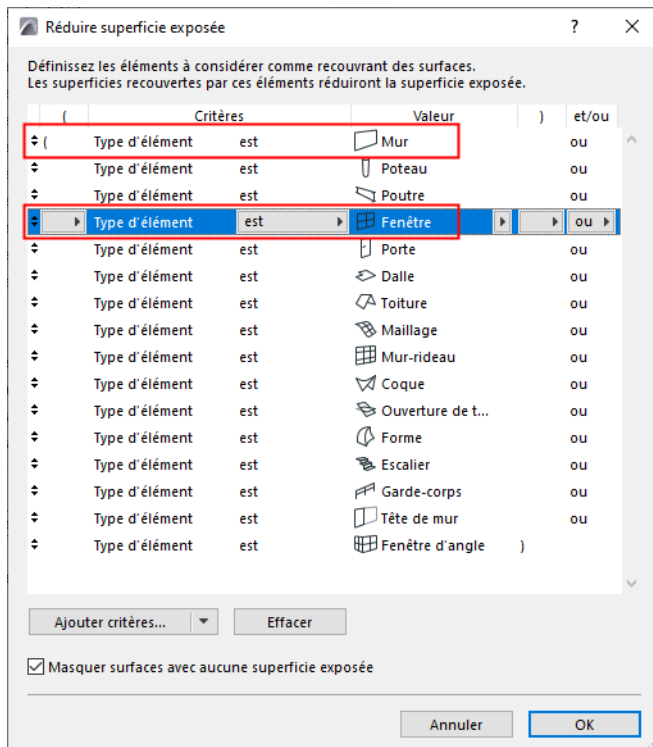 Réduire superficie exposée ? ×
Définissez les éléments à considérer comme recouvrant des surfaces.
Les superficies recouvertes par ces éléments réduiront la superficie exposée.
( Critères Valeur ) et/ou
( Type d'élément est Mur ou
Type d'élément est Poteau ou
Type d'élément est Poutre ou
Type d'élément est Fenêtre ou
Type d'élément est Porte ou
Type d'élément est Dalle ou
Type d'élément est Toiture ou
Type d'élément est Maillage ou
Type d'élément est Mur-rideau ou
Type d'élément est Coque ou
Type d'élément est Ouverture de t... ou
Type d'élément est Forme ou
Type d'élément est Escalier ou
Type d'élément est Garde-corps ou
Type d'élément est Tête de mur ou
Type d'élément est Fenêtre d'angle )
Ajouter critères... Effacer
Masquer surfaces avec aucune superficie exposée
Annuler OK